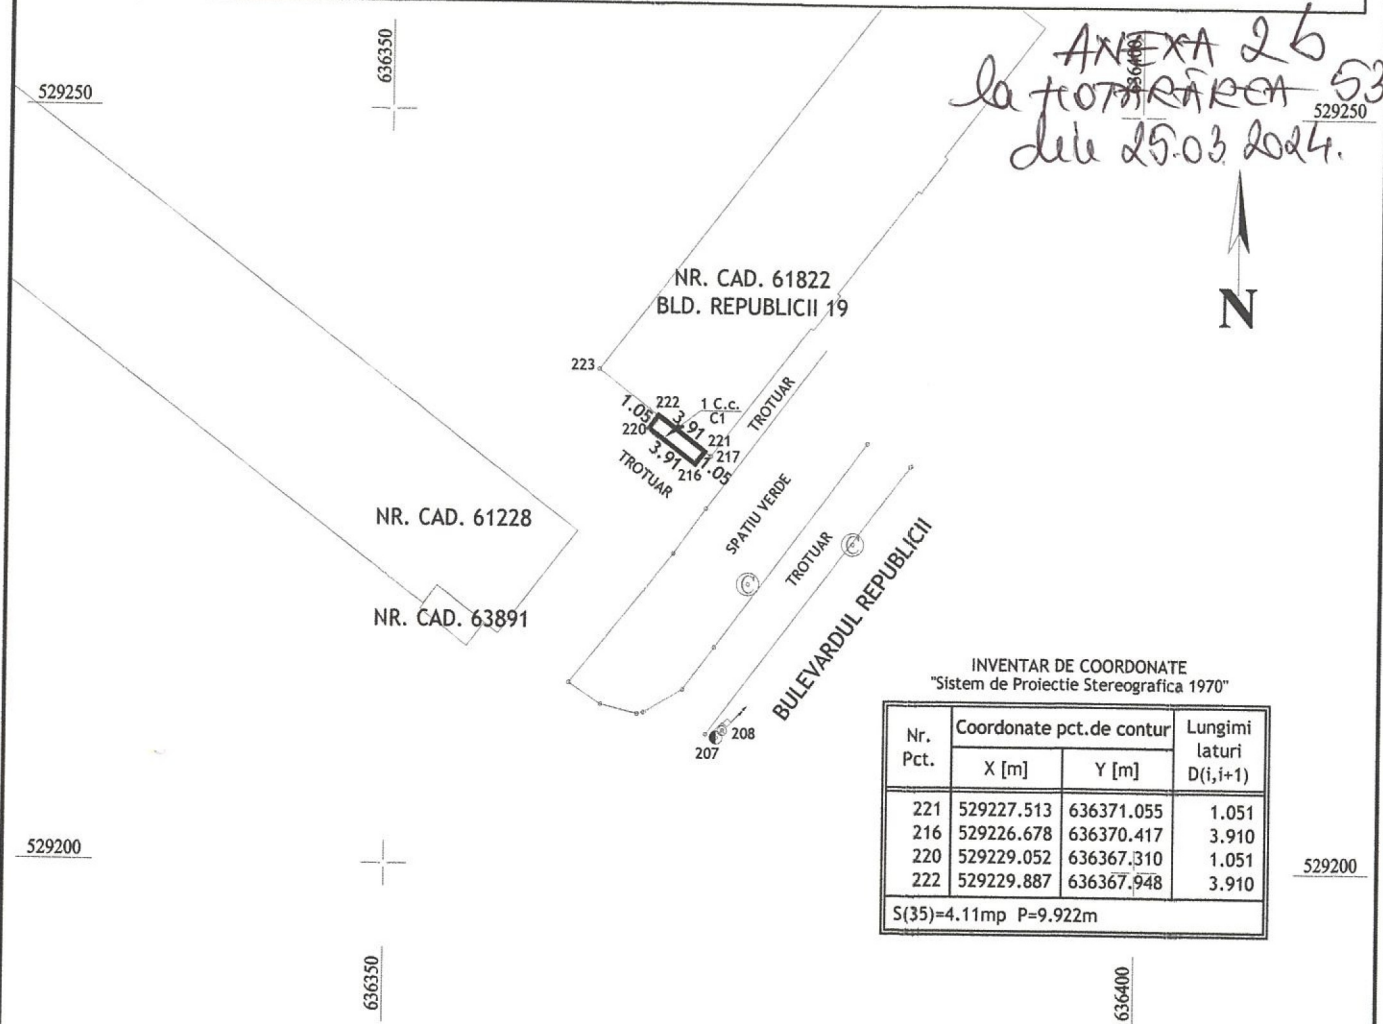 636350
529250
ANEXA 2b
636400
la HOTĂRÂREA 53
529250
din 25.03.2024.
N
NR. CAD. 61822
BLD. REPUBLICII 19
223
222
1 C.c.
C1
1.05
3.91
220
221
217
3.91
216
1.05
TROTUAR
TROTUAR
NR. CAD. 61228
SPATIU VERDE
TROTUAR
BULEVARDUL REPUBLICII
NR. CAD. 63891
208
207
INVENTAR DE COORDONATE
"Sistem de Proiectie Stereografica 1970"
Nr. Pct. Coordonate pct.de contur Lungimi laturi D(i,i+1)
X [m] Y [m]
221 529227.513 636371.055 1.051
216 529226.678 636370.417 3.910
220 529229.052 636367.310 1.051
222 529229.887 636367.948 3.910
S(35)=4.11mp P=9.922m
529200
529200
636350
636400